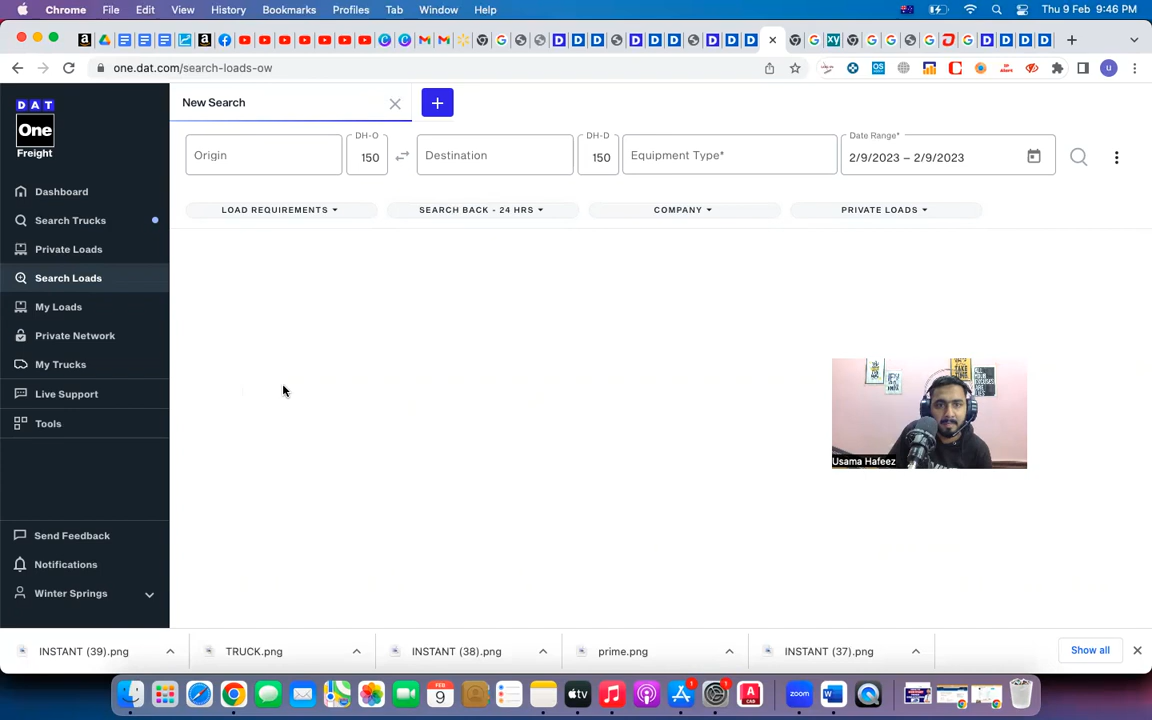 Chrome File Edit View History Bookmarks Profiles Tab Window Help Thu 9 Feb 9:46 PM
one.dat.com/search-loads-ow
DAT
One
Freight
New Search
Origin
DH-O
150
Destination
DH-D
150
Equipment Type*
Date Range*
2/9/2023 – 2/9/2023
LOAD REQUIREMENTS
SEARCH BACK - 24 HRS
COMPANY
PRIVATE LOADS
Dashboard
Search Trucks
Private Loads
Search Loads
My Loads
Private Network
My Trucks
Live Support
Tools
Send Feedback
Notifications
Winter Springs
Usama Hafeez
INSTANT (39).png
TRUCK.png
INSTANT (38).png
prime.png
INSTANT (37).png
Show all
FEB
9
zoom